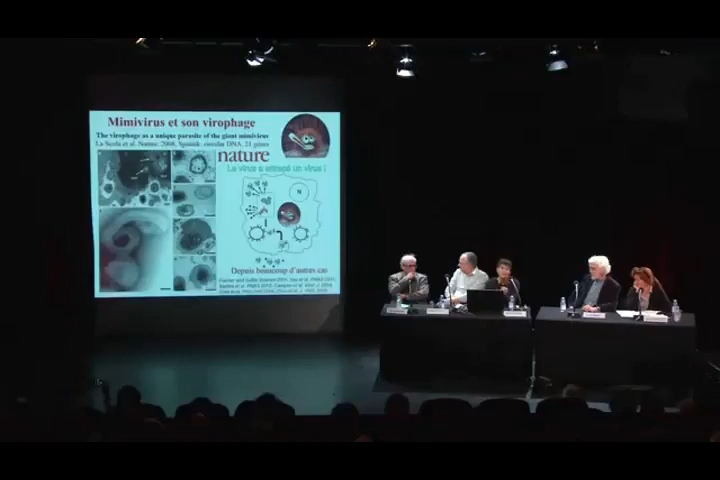 Mimivirus et son virophage
The virophage as a unique parasite of the giant mimivirus
La Scola et al. Nature 2008, Sputnik: circular DNA, 21 gènes
nature
Le virus a attrapé un virus !
N
Depuis beaucoup d'autres cas